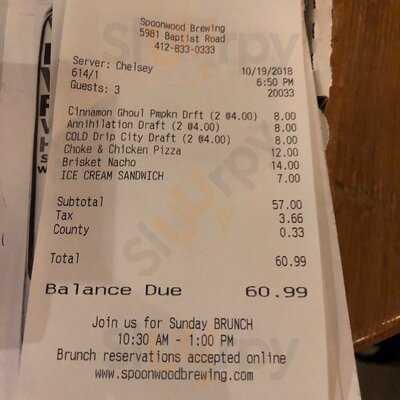 Spoonwood Brewing
5981 Baptist Road
412-833-0333
Server: Chelsey 10/19/2018
614/1 6:50 PM
Guests: 3 20033
Cinnamon Ghoul Pmpkn Drft (2 @4.00) 8.00
Annihilation Draft (2 @4.00) 8.00
COLD Drip City Draft (2 @4.00) 8.00
Choke & Chicken Pizza 12.00
Brisket Nacho 14.00
ICE CREAM SANDWICH 7.00
Subtotal 57.00
Tax 3.66
County 0.33
Total 60.99
Balance Due 60.99
Join us for Sunday BRUNCH
10:30 AM - 1:00 PM
Brunch reservations accepted online
www.spoonwoodbrewing.com